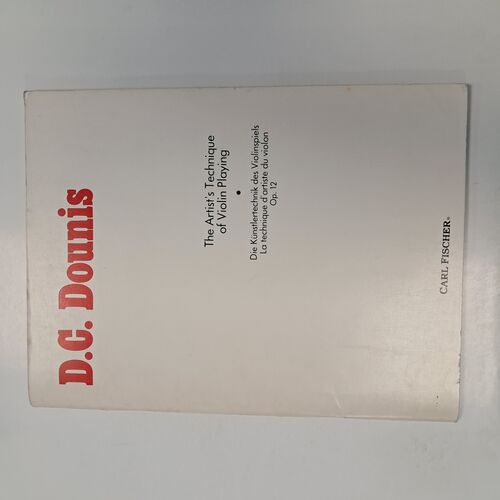 D.C. Dounis
The Artist's Technique
of Violin Playing
•
Die Künstlertechnik des Violinspiels
La technique d'artiste du violon
Op. 12
CARL FISCHER®